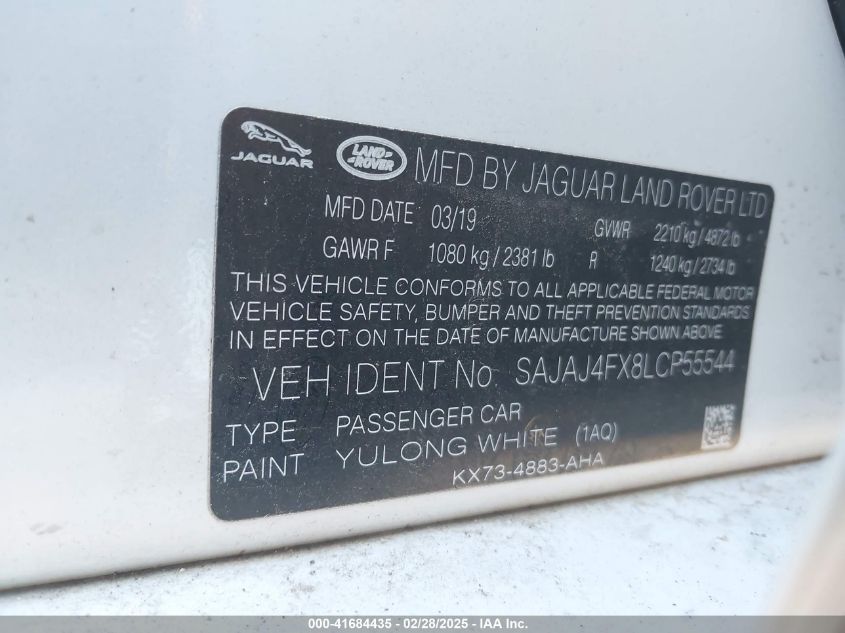 JAGUAR
LAND ROVER
MFD BY JAGUAR LAND ROVER LTD
MFD DATE 03/19 GVWR 2210 kg / 4872 lb
GAWR F 1080 kg / 2381 lb R 1240 kg / 2734 lb
THIS VEHICLE CONFORMS TO ALL APPLICABLE FEDERAL MOTOR
VEHICLE SAFETY, BUMPER AND THEFT PREVENTION STANDARDS
IN EFFECT ON THE DATE OF MANUFACTURE SHOWN ABOVE.
VEH IDENT No. SAJAJ4FX8LCP55544
TYPE PASSENGER CAR
PAINT YULONG WHITE (1AQ)
KX73-4883-AHA
000-41684435 - 02/28/2025 - IAA Inc.